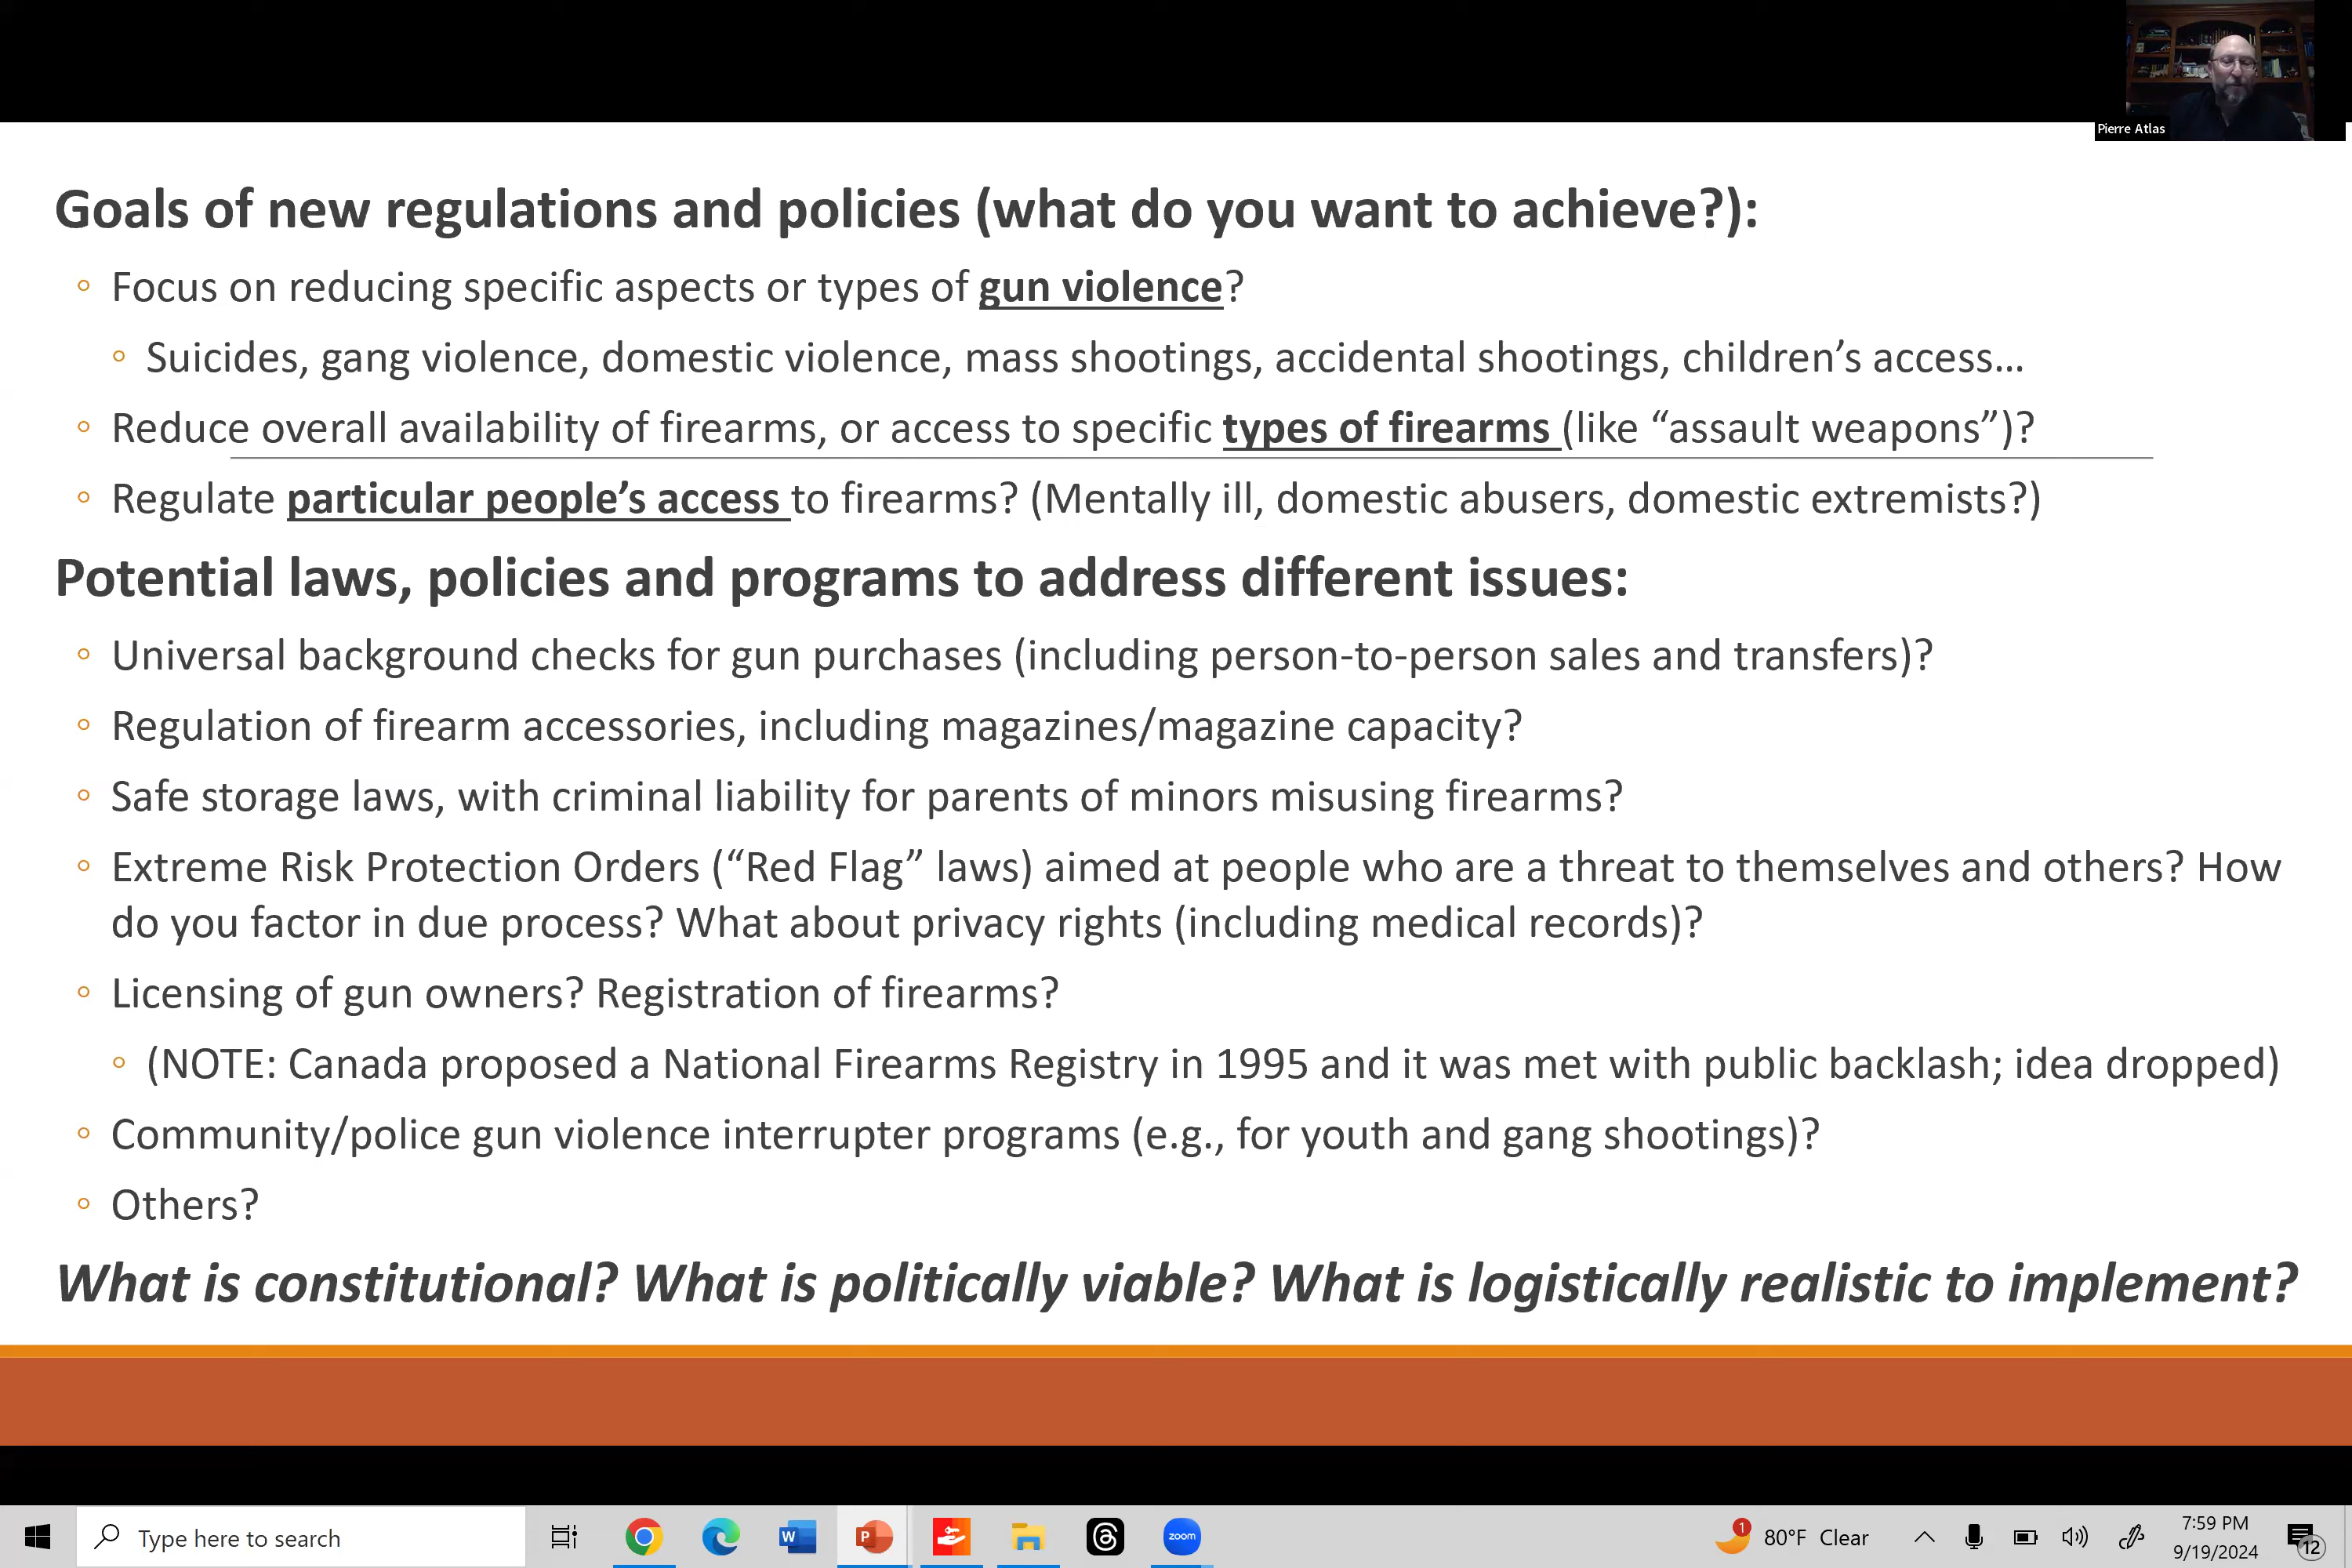 Pierre Atlas
Goals of new regulations and policies (what do you want to achieve?):
◦ Focus on reducing specific aspects or types of gun violence?
◦ Suicides, gang violence, domestic violence, mass shootings, accidental shootings, children’s access…
◦ Reduce overall availability of firearms, or access to specific types of firearms (like “assault weapons”)?
◦ Regulate particular people’s access to firearms? (Mentally ill, domestic abusers, domestic extremists?)
Potential laws, policies and programs to address different issues:
◦ Universal background checks for gun purchases (including person-to-person sales and transfers)?
◦ Regulation of firearm accessories, including magazines/magazine capacity?
◦ Safe storage laws, with criminal liability for parents of minors misusing firearms?
◦ Extreme Risk Protection Orders (“Red Flag” laws) aimed at people who are a threat to themselves and others? How
do you factor in due process? What about privacy rights (including medical records)?
◦ Licensing of gun owners? Registration of firearms?
◦ (NOTE: Canada proposed a National Firearms Registry in 1995 and it was met with public backlash; idea dropped)
◦ Community/police gun violence interrupter programs (e.g., for youth and gang shootings)?
◦ Others?
What is constitutional? What is politically viable? What is logistically realistic to implement?
Type here to search
W
P
zoom
1
80°F Clear
7:59 PM
9/19/2024
12